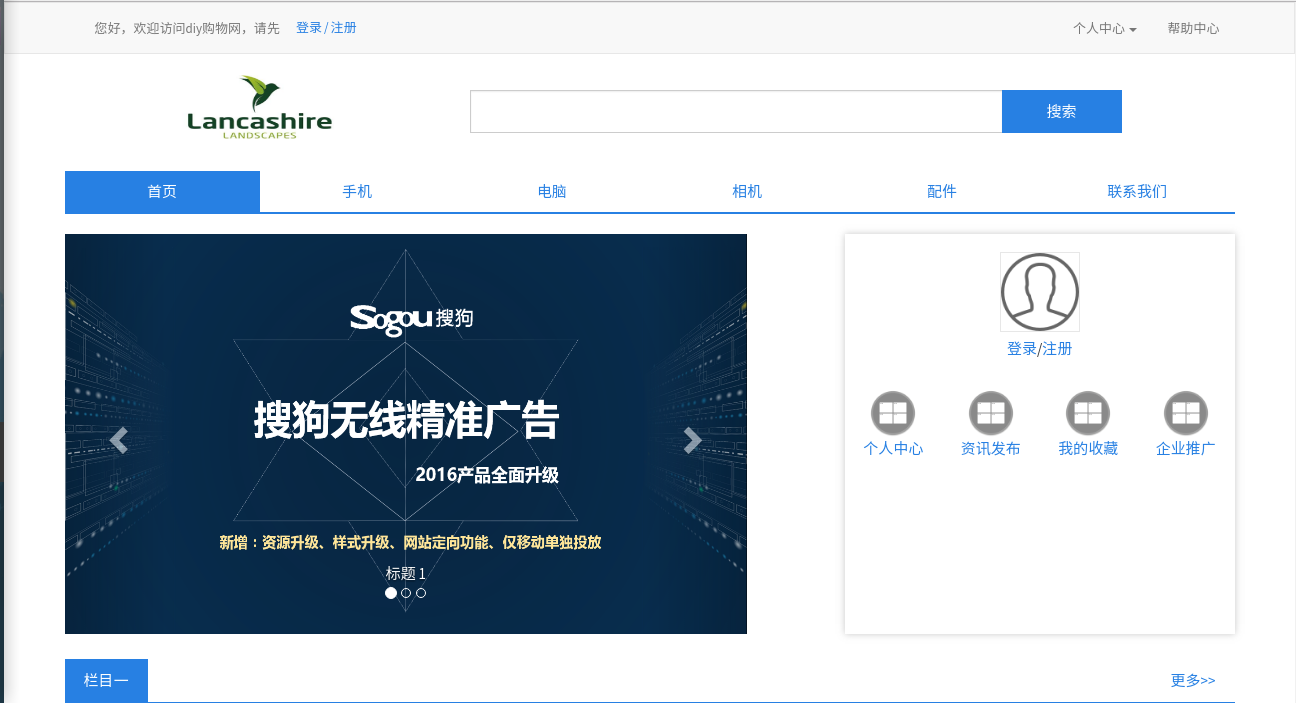 您好，欢迎访问diy购物网，请先 登录/注册 个人中心 帮助中心
Lancashire
LANDSCAPES
搜索
首页 手机 电脑 相机 配件 联系我们
Sogou搜狗
搜狗无线精准广告
2016产品全面升级
新增：资源升级、样式升级、网站定向功能、仅移动单独投放
标题 1
登录/注册
个人中心 资讯发布 我的收藏 企业推广
栏目一 更多>>